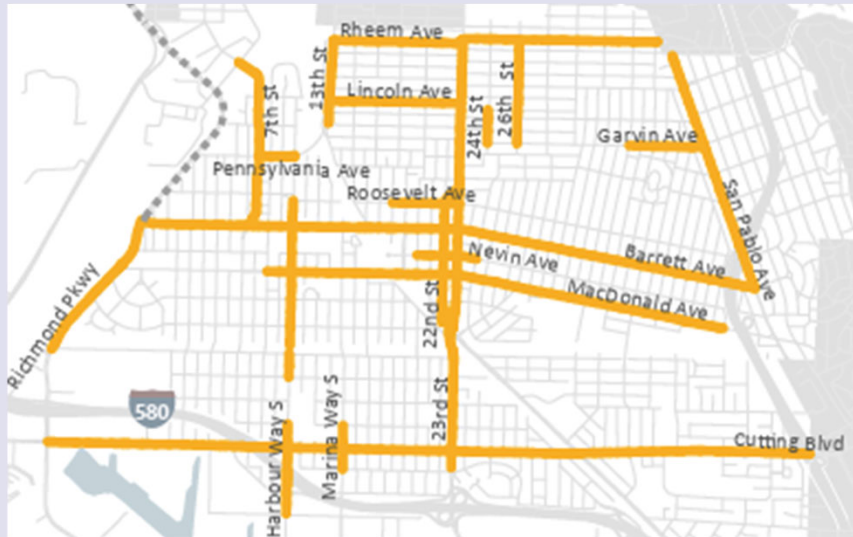 Rheem Ave
13th St
Lincoln Ave
7th St
24th St
26th St
Garvin Ave
Pennsylvania Ave
Roosevelt Ave
San Pablo Ave
Nevin Ave
Barrett Ave
MacDonald Ave
Richmond Pkwy
22nd St
580
23rd St
Harbour Way S
Marina Way S
Cutting Blvd